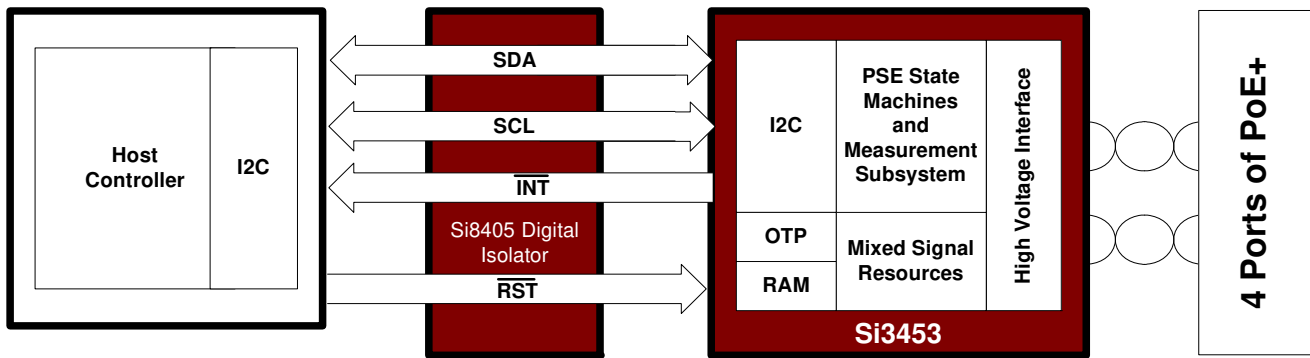 Host
Controller
I2C
SDA
SCL
INT
Si8405 Digital
Isolator
RST
I2C
PSE State
Machines
and
Measurement
Subsystem
OTP
RAM
Mixed Signal
Resources
High Voltage Interface
Si3453
4 Ports of PoE+